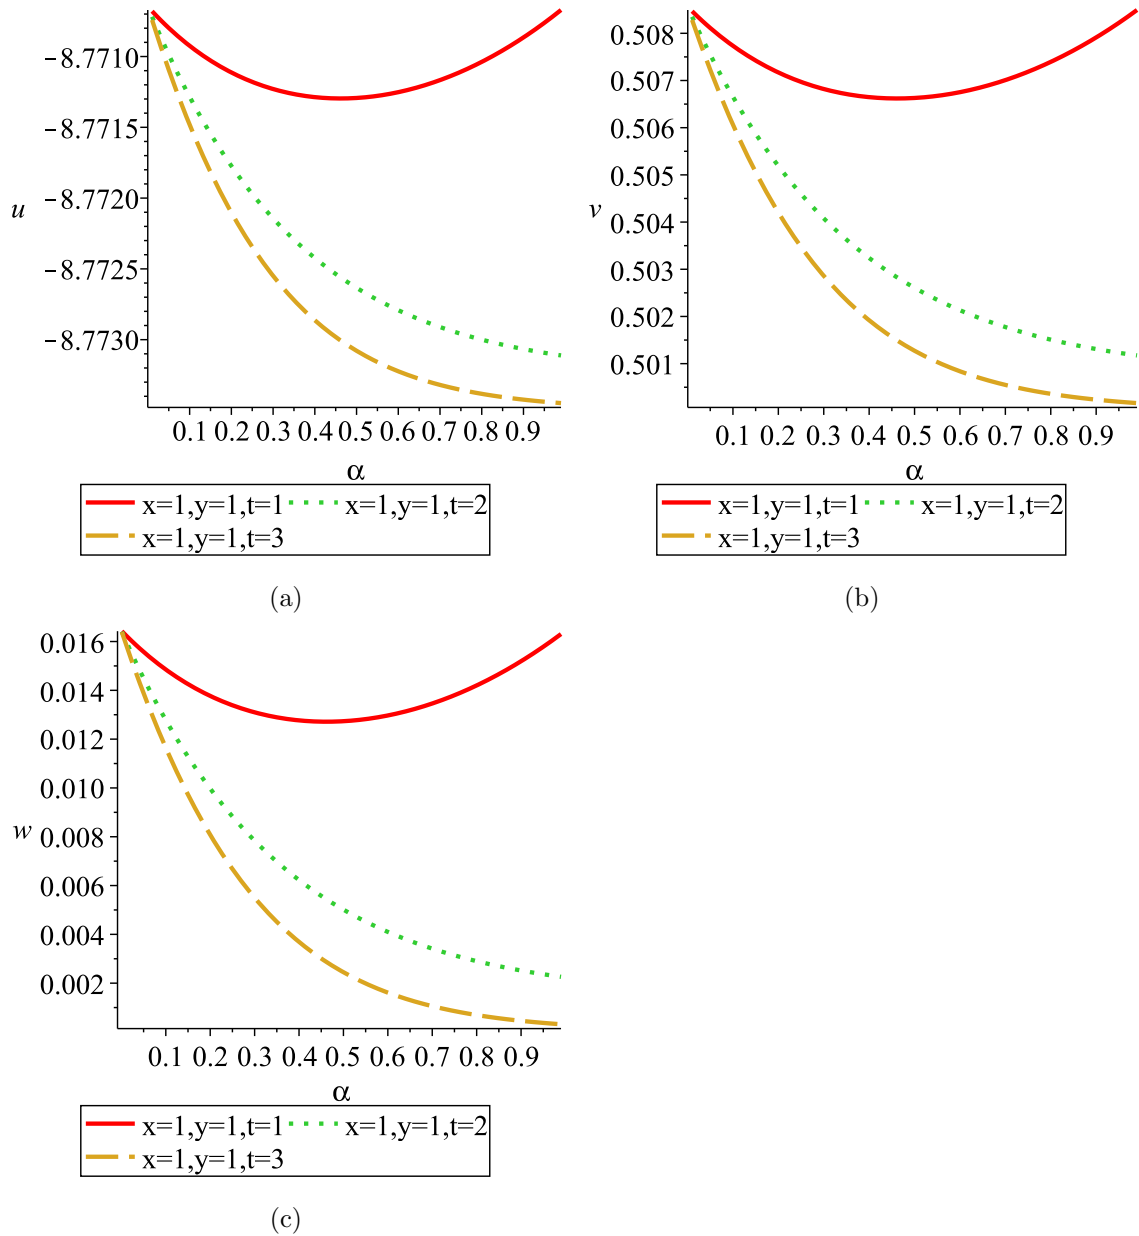 -8.7710
-8.7715
-8.7720
-8.7725
-8.7730
u
0.1 0.2 0.3 0.4 0.5 0.6 0.7 0.8 0.9
α
x=1,y=1,t=1 x=1,y=1,t=2
x=1,y=1,t=3
(a)
0.508
0.507
0.506
0.505
0.504
0.503
0.502
0.501
v
0.1 0.2 0.3 0.4 0.5 0.6 0.7 0.8 0.9
α
x=1,y=1,t=1 x=1,y=1,t=2
x=1,y=1,t=3
(b)
0.016
0.014
0.012
0.010
0.008
0.006
0.004
0.002
w
0.1 0.2 0.3 0.4 0.5 0.6 0.7 0.8 0.9
α
x=1,y=1,t=1 x=1,y=1,t=2
x=1,y=1,t=3
(c)